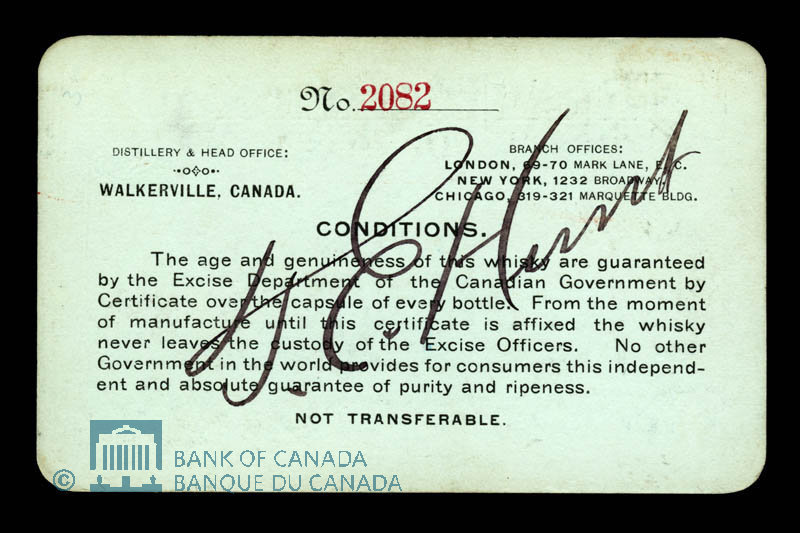 No. 2082
DISTILLERY & HEAD OFFICE:
WALKERVILLE, CANADA.
BRANCH OFFICES:
LONDON, 69-70 MARK LANE, E.C.
NEW YORK, 1232 BROADWAY,
CHICAGO, 319-321 MARQUETTE BLDG.
CONDITIONS.
The age and genuineness of this whisky are guaranteed
by the Excise Department of the Canadian Government by
Certificate over the capsule of every bottle. From the moment
of manufacture until this certificate is affixed the whisky
never leaves the custody of the Excise Officers. No other
Government in the world provides for consumers this independ-
ent and absolute guarantee of purity and ripeness.
NOT TRANSFERABLE.
© BANK OF CANADA
BANQUE DU CANADA